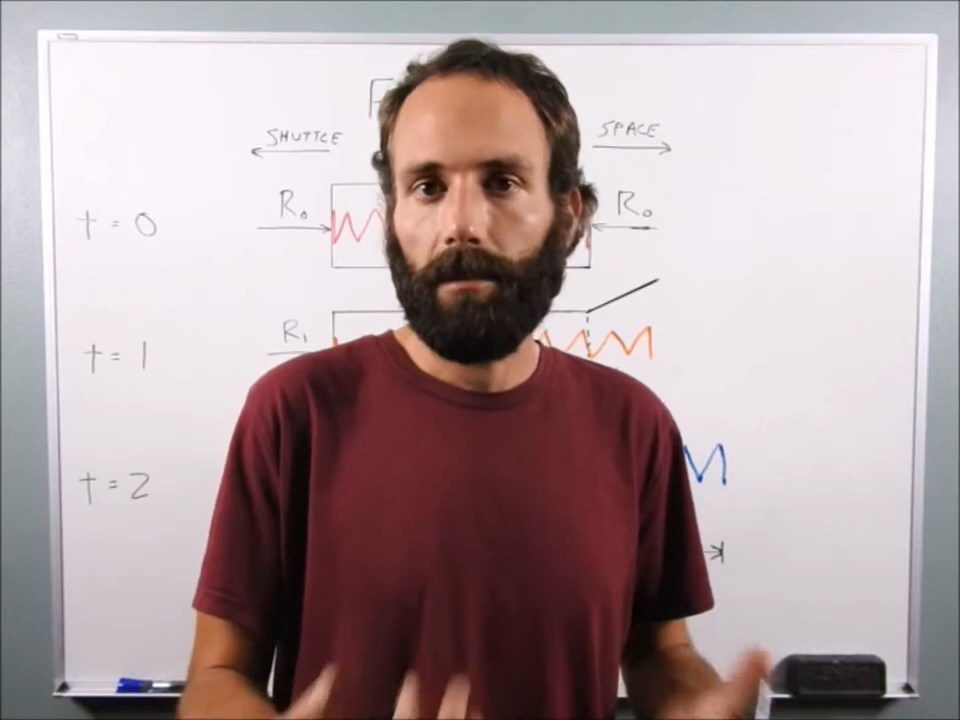 F
SHUTTLE SPACE
t = 0 R₀ R₀
t = 1 R₁
t = 2